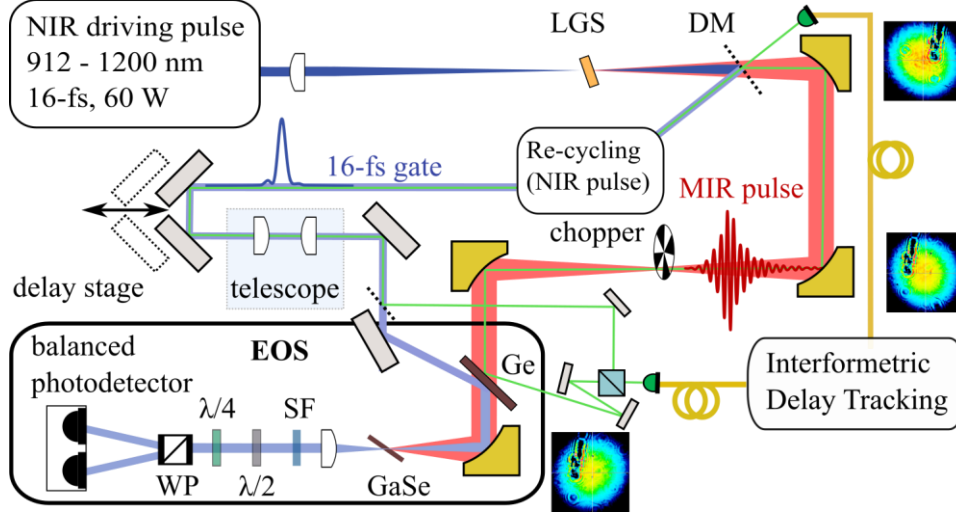 NIR driving pulse
912 - 1200 nm
16-fs, 60 W
LGS
DM
16-fs gate
Re-cycling
(NIR pulse)
MIR pulse
chopper
delay stage
telescope
EOS
balanced
photodetector
Ge
Interformetric
Delay Tracking
λ/4
SF
WP
λ/2
GaSe